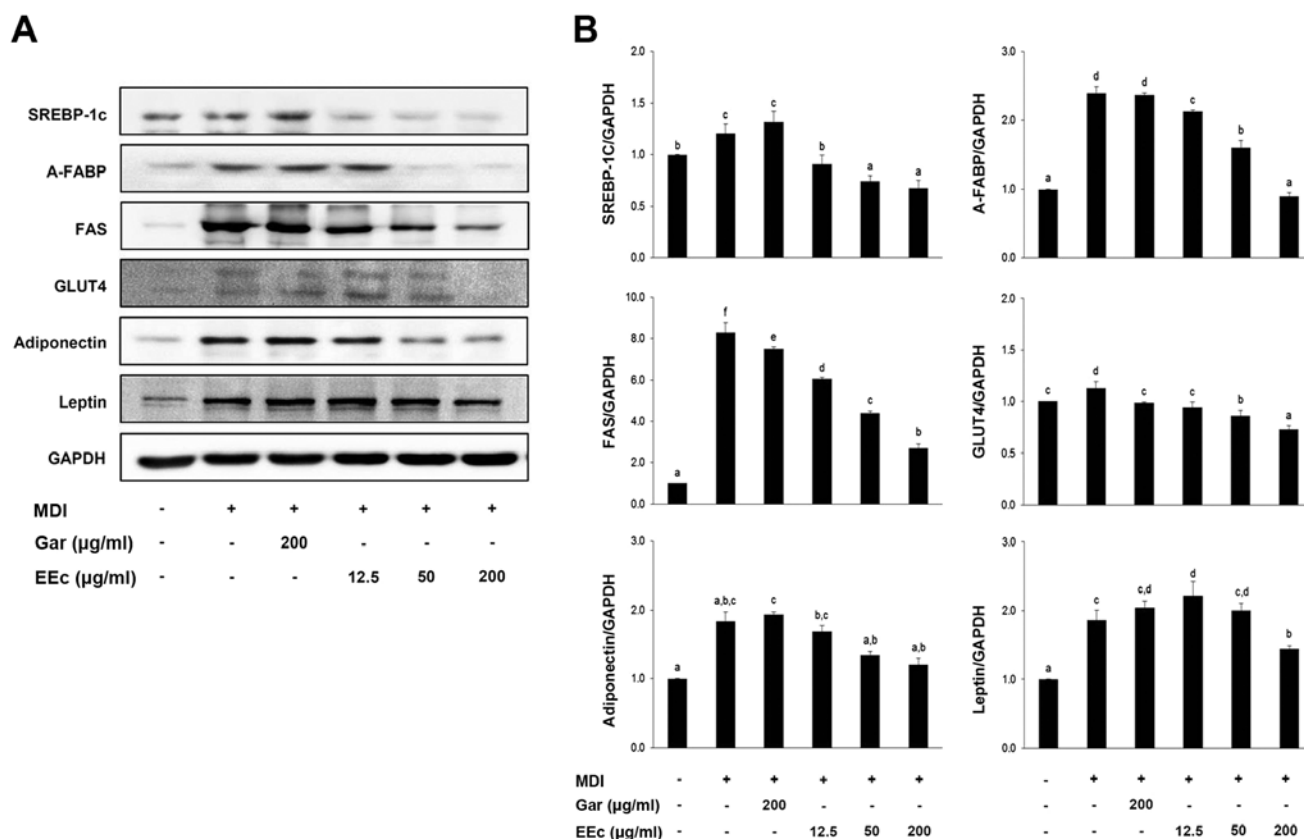 A
SREBP-1c
A-FABP
FAS
GLUT4
Adiponectin
Leptin
GAPDH
MDI - + + + + +
Gar (µg/ml) - - 200 - - -
EEc (µg/ml) - - - 12.5 50 200
B
SREBP-1C/GAPDH
2.0
1.5
1.0
0.5
0.0
b c c b a a
A-FABP/GAPDH
3.0
2.0
1.0
0.0
a d d c b a
FAS/GAPDH
10.0
8.0
6.0
4.0
2.0
0.0
a f e d c b
GLUT4/GAPDH
2.0
1.5
1.0
0.5
0.0
c d c c b a
Adiponectin/GAPDH
3.0
2.0
1.0
0.0
a a,b,c c b,c a,b a,b
Leptin/GAPDH
3.0
2.0
1.0
0.0
a c c,d d c,d b
MDI - + + + + + - + + + + +
Gar (µg/ml) 200 200
EEc (µg/ml) 12.5 50 200 12.5 50 200